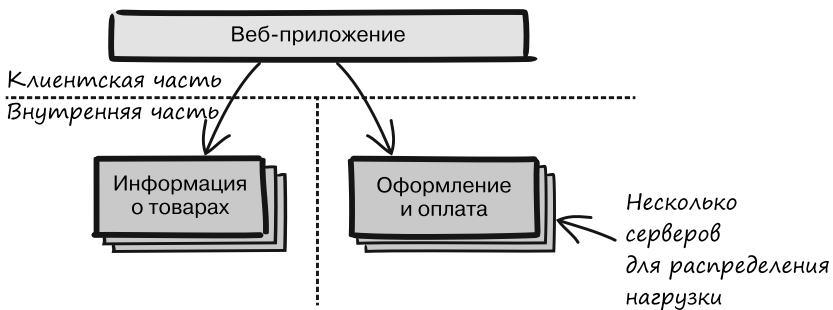 Веб-приложение
Клиентская часть
Внутренняя часть
Информация
о товарах
Оформление
и оплата
Несколько
серверов
для распределения
нагрузки